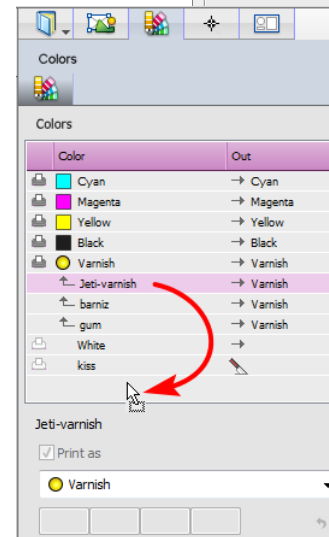 Colors
Colors
Color Out
Cyan → Cyan
Magenta → Magenta
Yellow → Yellow
Black → Black
Varnish → Varnish
Jeti-varnish → Varnish
barniz → Varnish
gum → Varnish
White →
kiss
Jeti-varnish
Print as
Varnish